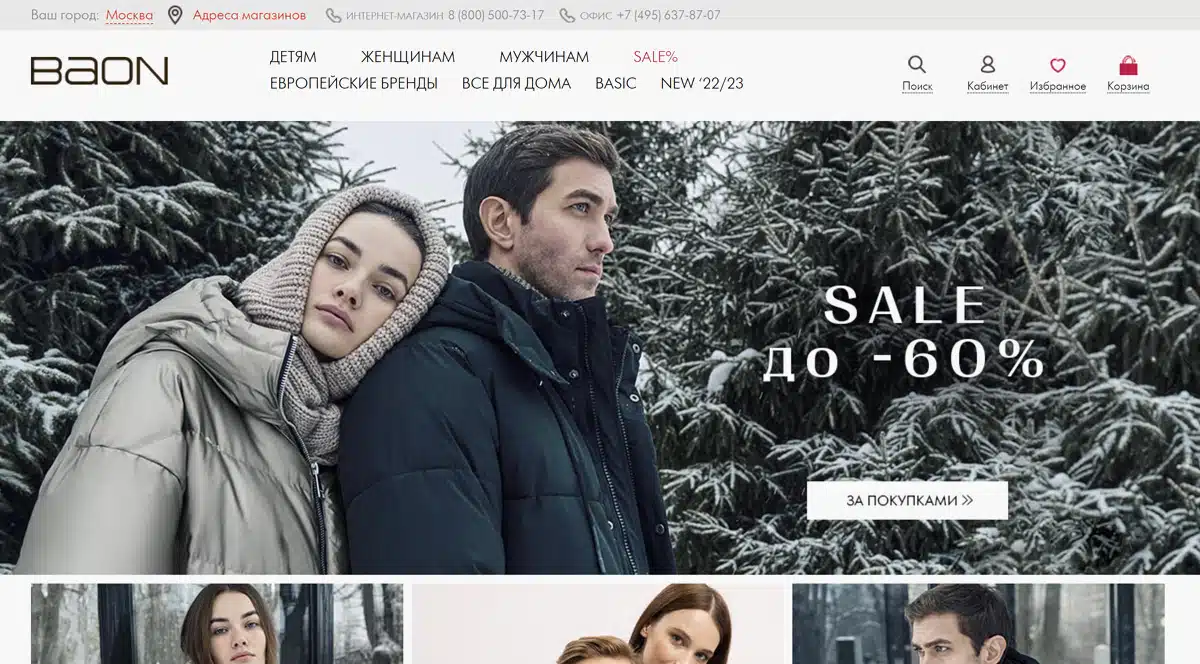 Ваш город: Москва Адреса магазинов ИНТЕРНЕТ-МАГАЗИН 8 (800) 500-73-17 ОФИС +7 (495) 637-87-07
BAON
ДЕТЯМ ЖЕНЩИНАМ МУЖЧИНАМ SALE%
ЕВРОПЕЙСКИЕ БРЕНДЫ ВСЕ ДЛЯ ДОМА BASIC NEW ‘22/23
Поиск Кабинет Избранное Корзина
SALE
до -60%
ЗА ПОКУПКАМИ »